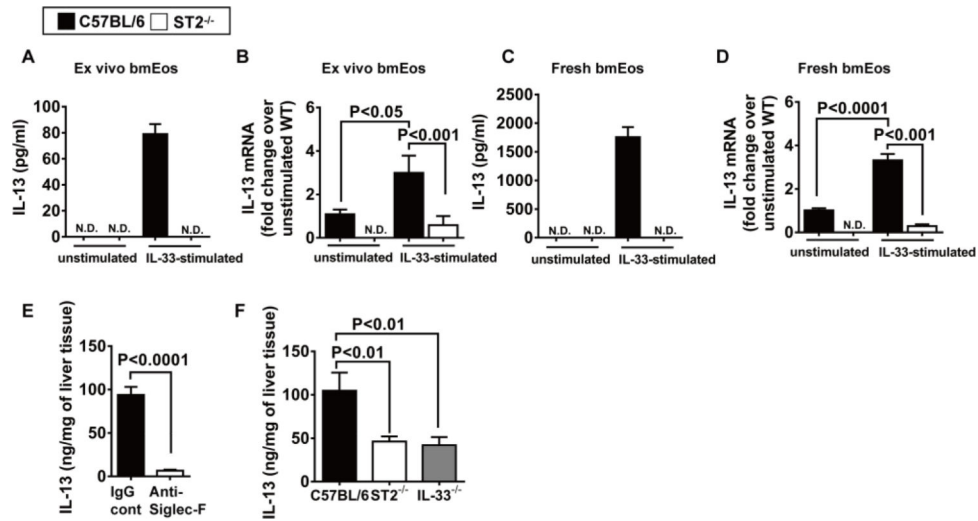 C57BL/6 ST2-/-
A
Ex vivo bmEos
IL-13 (pg/ml)
100
80
60
40
20
0
N.D. N.D. N.D.
unstimulated IL-33-stimulated
B
Ex vivo bmEos
IL-13 mRNA
(fold change over
unstimulated WT)
6
4
2
0
P<0.05
P<0.001
N.D.
unstimulated IL-33-stimulated
C
Fresh bmEos
IL-13 (pg/ml)
2500
2000
1500
1000
500
0
N.D. N.D. N.D.
unstimulated IL-33-stimulated
D
Fresh bmEos
IL-13 mRNA
(fold change over
unstimulated WT)
6
4
2
0
P<0.0001
P<0.001
N.D.
unstimulated IL-33-stimulated
E
IL-13 (ng/mg of liver tissue)
150
100
50
0
P<0.0001
IgG Anti-
cont Siglec-F
F
IL-13 (ng/mg of liver tissue)
150
100
50
0
P<0.01
P<0.01
C57BL/6 ST2-/- IL-33-/-